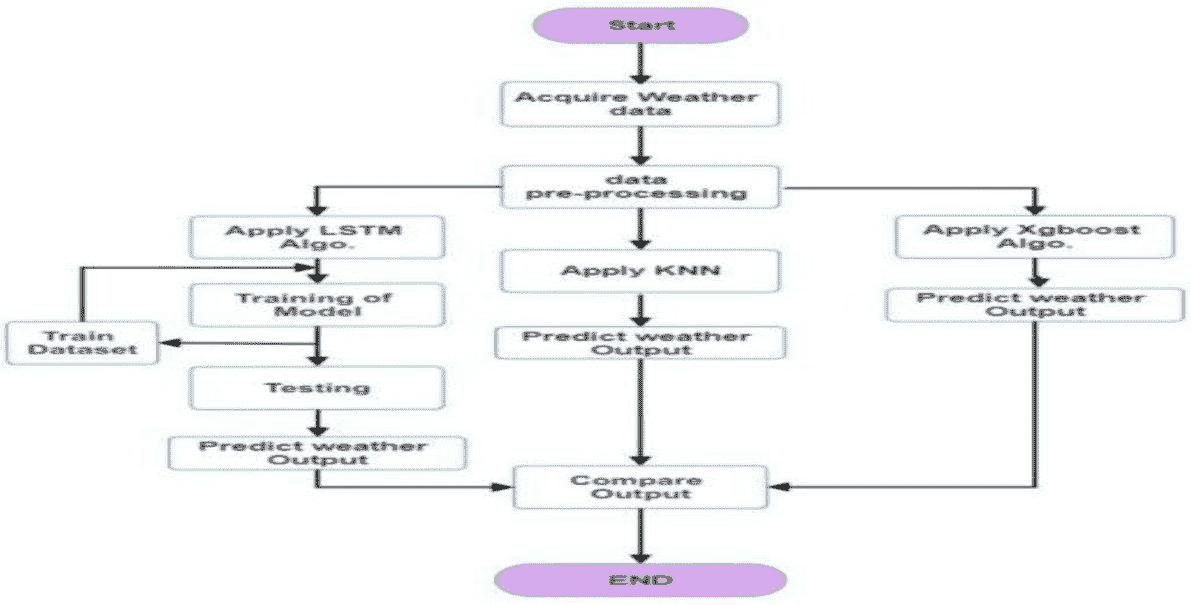 Start
Acquire Weather
data
data
pre-processing
Apply LSTM
Algo.
Training of
Model
Train
Dataset
Testing
Predict weather
Output
Apply KNN
Predict weather
Output
Apply Xgboost
Algo.
Predict weather
Output
Compare
Output
END